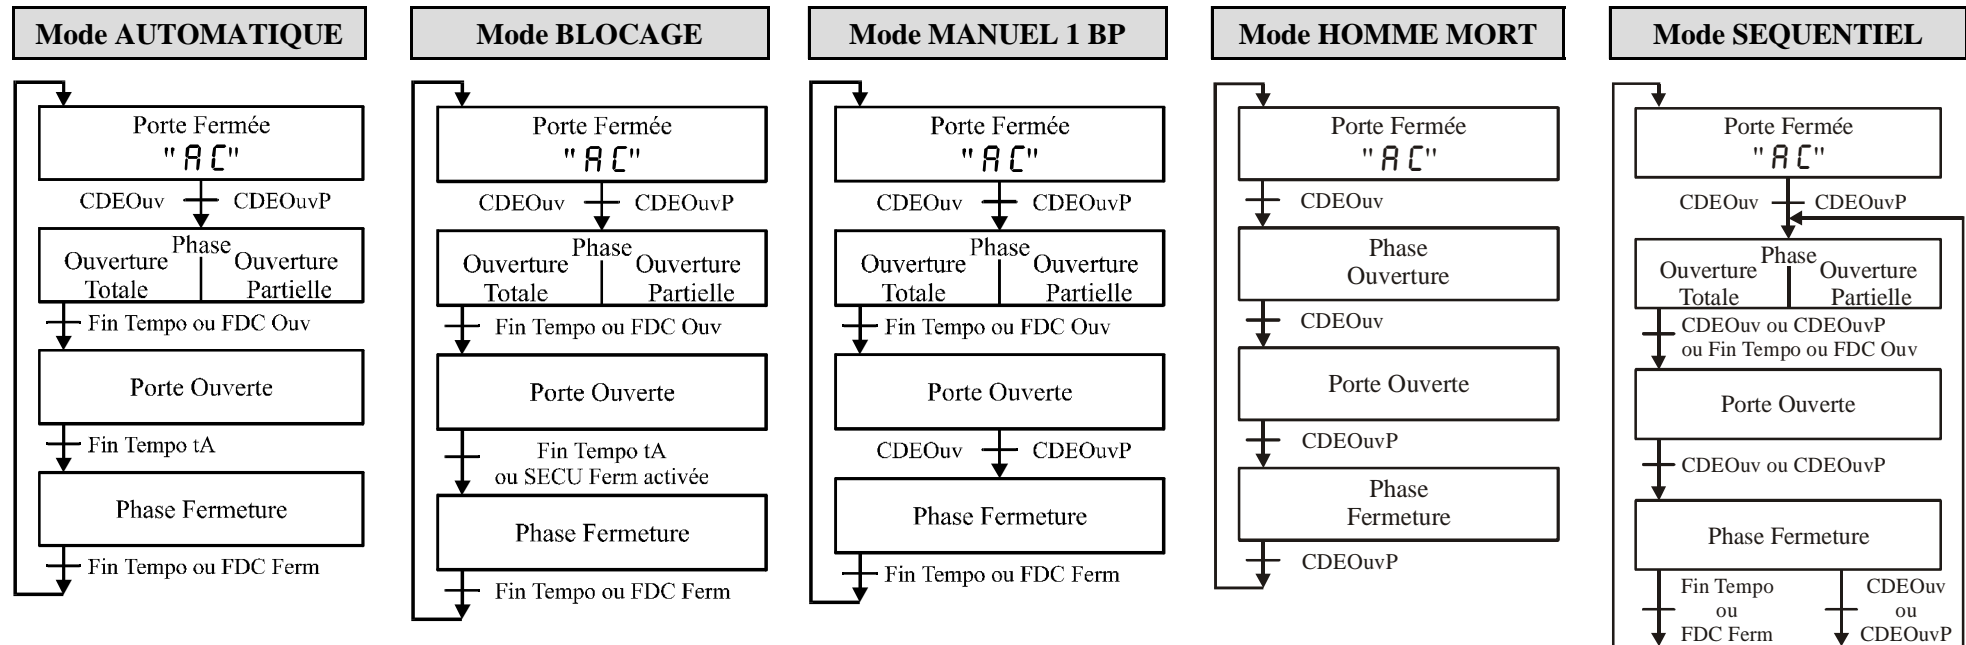 Mode AUTOMATIQUE
Porte Fermée
"AC"
CDEOuv CDEOuvP
Phase
Ouverture Ouverture
Totale Partielle
Fin Tempo ou FDC Ouv
Porte Ouverte
Fin Tempo tA
Phase Fermeture
Fin Tempo ou FDC Ferm
Mode BLOCAGE
Porte Fermée
"AC"
CDEOuv CDEOuvP
Phase
Ouverture Ouverture
Totale Partielle
Fin Tempo ou FDC Ouv
Porte Ouverte
Fin Tempo tA
ou SECU Ferm activée
Phase Fermeture
Fin Tempo ou FDC Ferm
Mode MANUEL 1 BP
Porte Fermée
"AC"
CDEOuv CDEOuvP
Phase
Ouverture Ouverture
Totale Partielle
Fin Tempo ou FDC Ouv
Porte Ouverte
CDEOuv CDEOuvP
Phase Fermeture
Fin Tempo ou FDC Ferm
Mode HOMME MORT
Porte Fermée
"AC"
CDEOuv
Phase
Ouverture
CDEOuv
Porte Ouverte
CDEOuvP
Phase
Fermeture
CDEOuvP
Mode SEQUENTIEL
Porte Fermée
"AC"
CDEOuv CDEOuvP
Phase
Ouverture Ouverture
Totale Partielle
CDEOuv ou CDEOuvP
ou Fin Tempo ou FDC Ouv
Porte Ouverte
CDEOuv ou CDEOuvP
Phase Fermeture
Fin Tempo CDEOuv
ou ou
FDC Ferm CDEOuvP